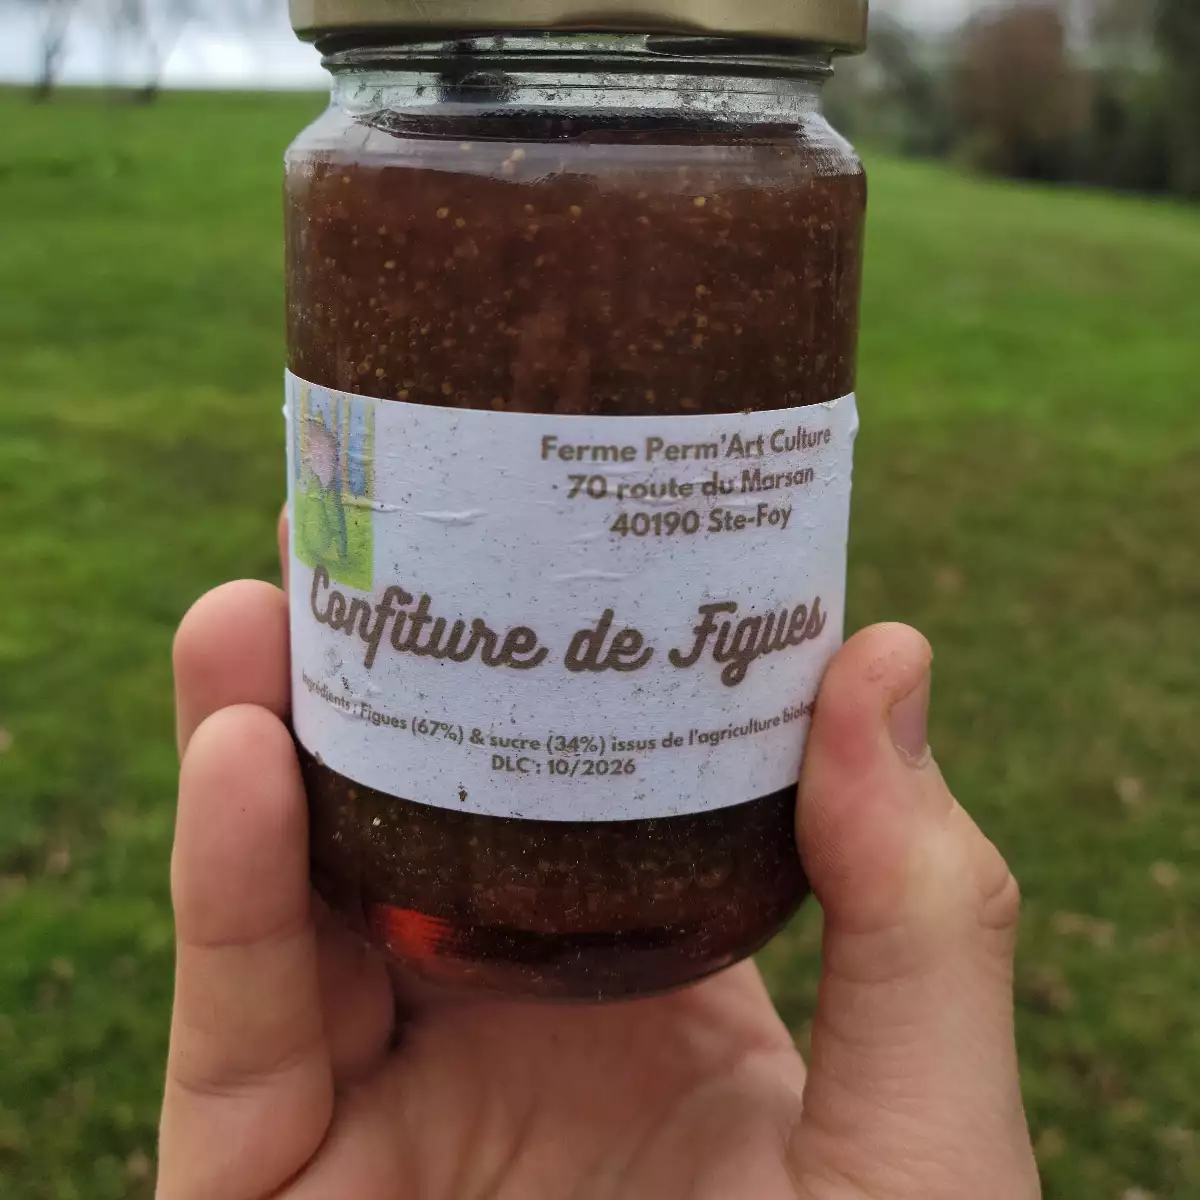 Ferme Perm'Art Culture
70 route du Marsan
40190 Ste-Foy
Confiture de Figues
Ingrédients : Figues (67%) & sucre (34%) issus de l'agriculture
DLC : 10/2026